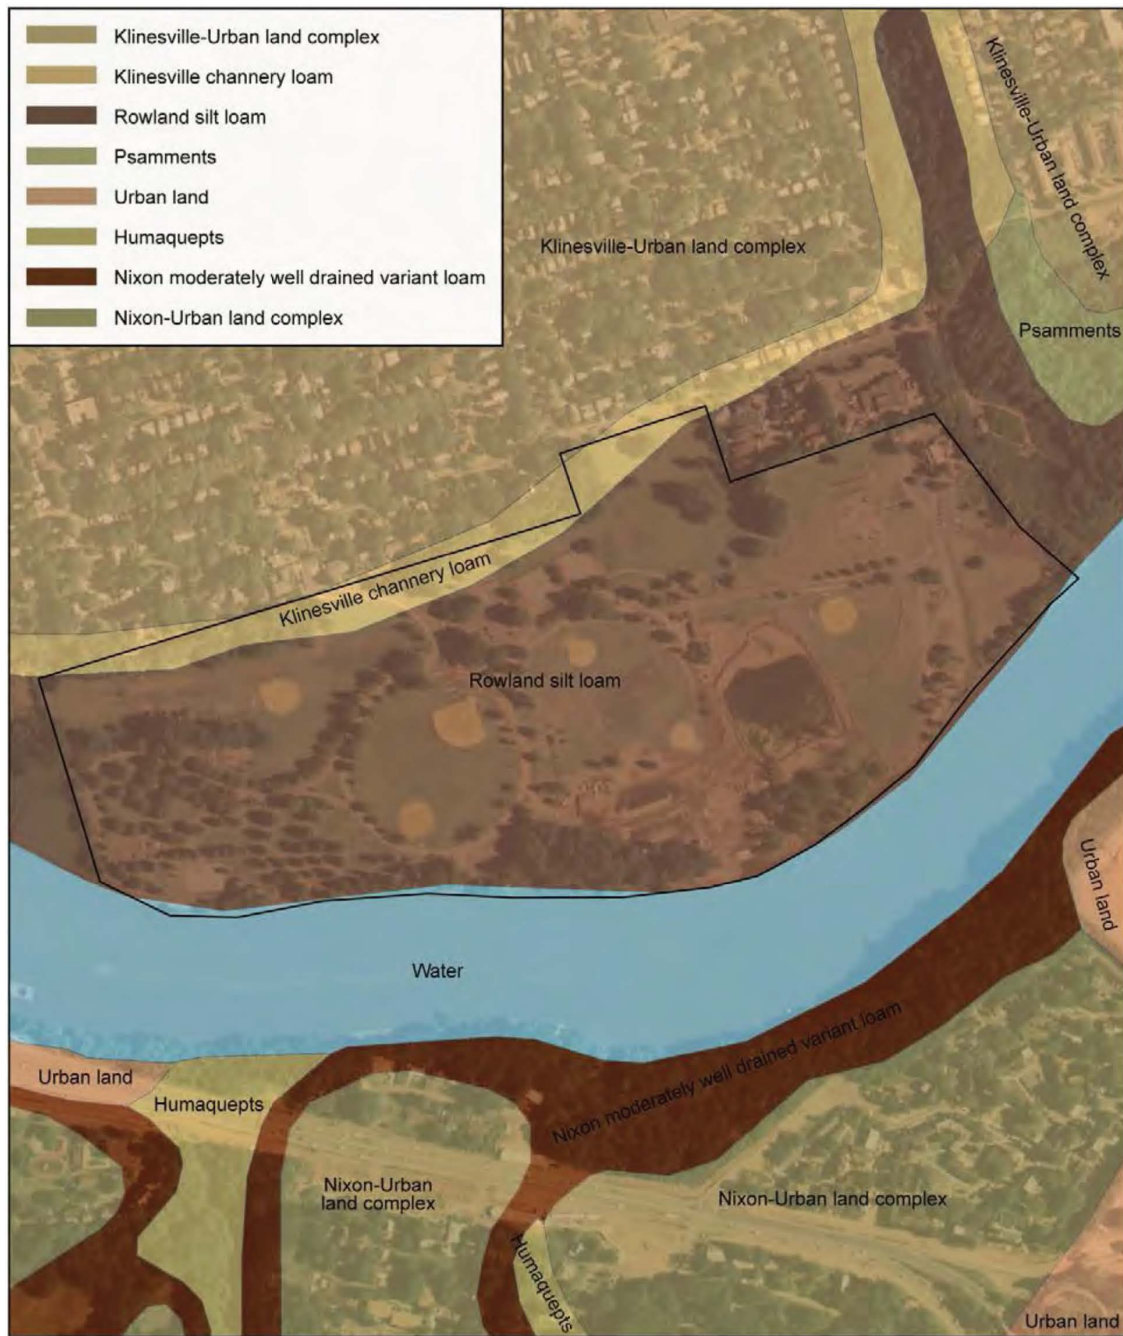 Klinesville-Urban land complex
Klinesville channery loam
Rowland silt loam
Psamments
Urban land
Humaquepts
Nixon moderately well drained variant loam
Nixon-Urban land complex
Klinesville-Urban land complex
Klinesville-Urban land complex
Psamments
Klinesville channery loam
Rowland silt loam
Urban land
Water
Nixon moderately well drained variant loam
Urban land
Humaquepts
Nixon-Urban
land complex
Nixon-Urban land complex
Humaquepts
Urban land